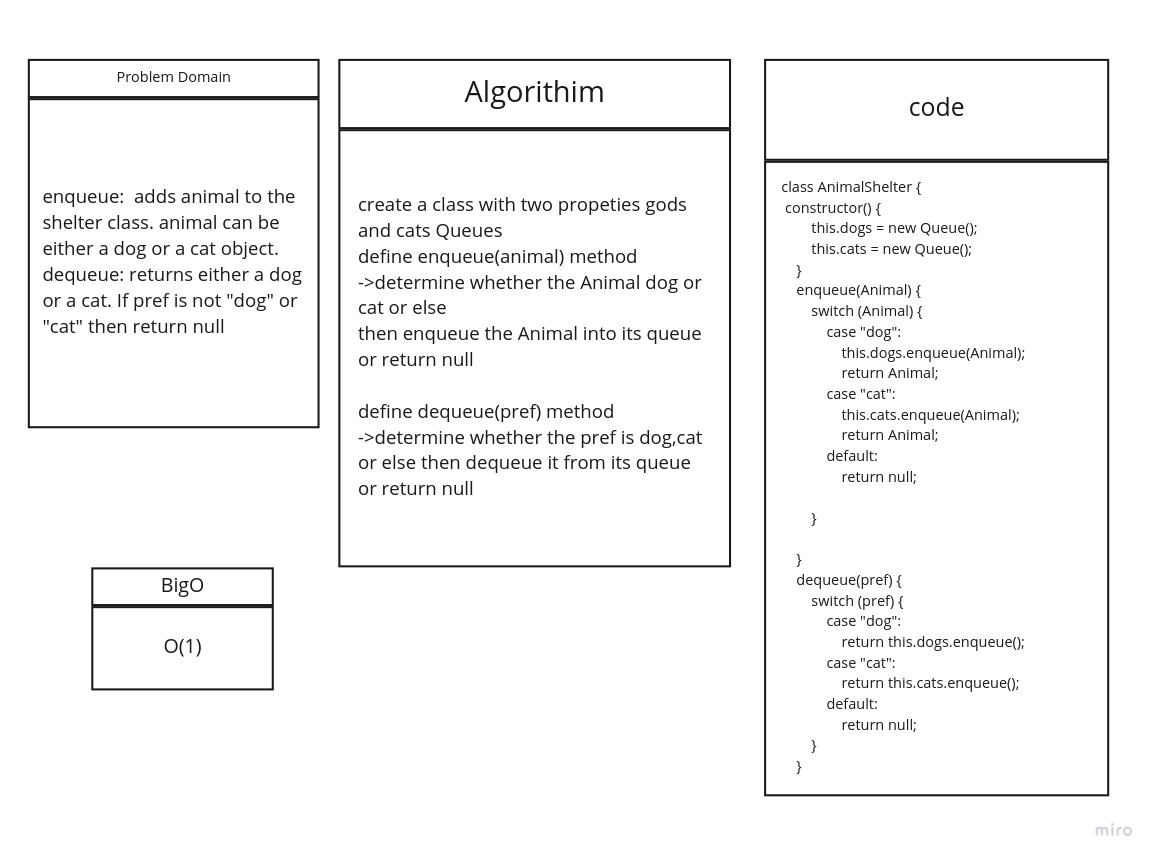 Problem Domain
enqueue:  adds animal to the
shelter class. animal can be
either a dog or a cat object.
dequeue: returns either a dog
or a cat. If pref is not "dog" or
"cat" then return null
Algorithim
create a class with two propeties gods
and cats Queues
define enqueue(animal) method
->determine whether the Animal dog or
cat or else
then enqueue the Animal into its queue
or return null
define dequeue(pref) method
->determine whether the pref is dog,cat
or else then dequeue it from its queue
or return null
code
class AnimalShelter {
constructor() {
this.dogs = new Queue();
this.cats = new Queue();
}
enqueue(Animal) {
switch (Animal) {
case "dog":
this.dogs.enqueue(Animal);
return Animal;
case "cat":
this.cats.enqueue(Animal);
return Animal;
default:
return null;
}
}
dequeue(pref) {
switch (pref) {
case "dog":
return this.dogs.enqueue();
case "cat":
return this.cats.enqueue();
default:
return null;
}
}
BigO
O(1)
miro